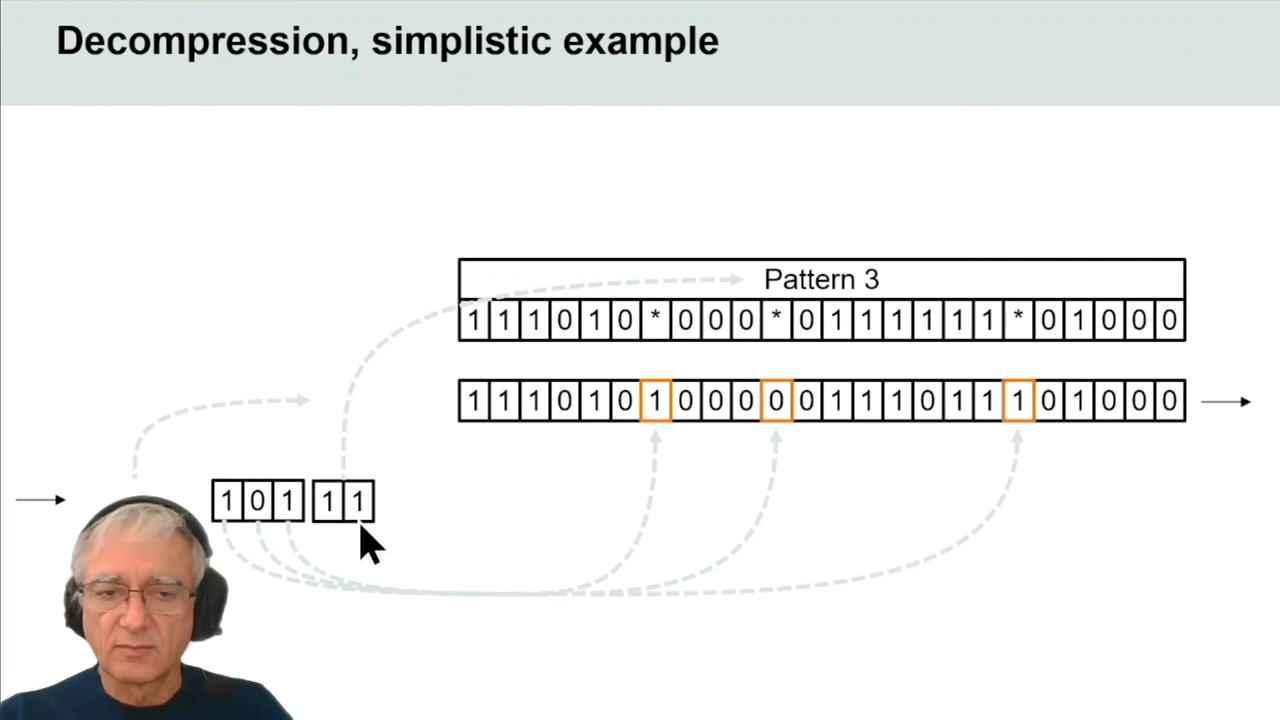 Decompression, simplistic example
Pattern 3
1 1 1 0 1 0 * 0 0 0 * 0 1 1 1 1 1 1 * 0 1 0 0 0
1 1 1 0 1 0 1 0 0 0 0 0 1 1 1 0 1 1 1 0 1 0 0 0
1 0 1 1 1